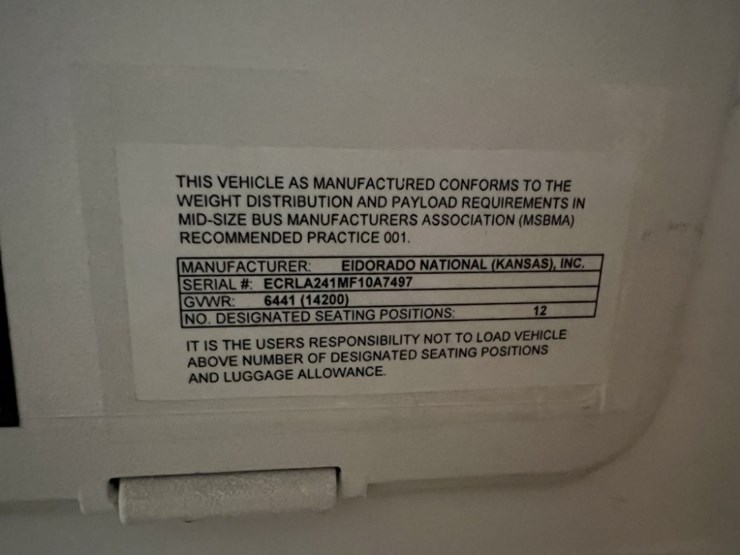 THIS VEHICLE AS MANUFACTURED CONFORMS TO THE
WEIGHT DISTRIBUTION AND PAYLOAD REQUIREMENTS IN
MID-SIZE BUS MANUFACTURERS ASSOCIATION (MSBMA)
RECOMMENDED PRACTICE 001.
MANUFACTURER: EIDORADO NATIONAL (KANSAS), INC.
SERIAL #: ECRLA241MF10A7497
GVWR: 6441 (14200)
NO. DESIGNATED SEATING POSITIONS: 12
IT IS THE USERS RESPONSIBILITY NOT TO LOAD VEHICLE
ABOVE NUMBER OF DESIGNATED SEATING POSITIONS
AND LUGGAGE ALLOWANCE.